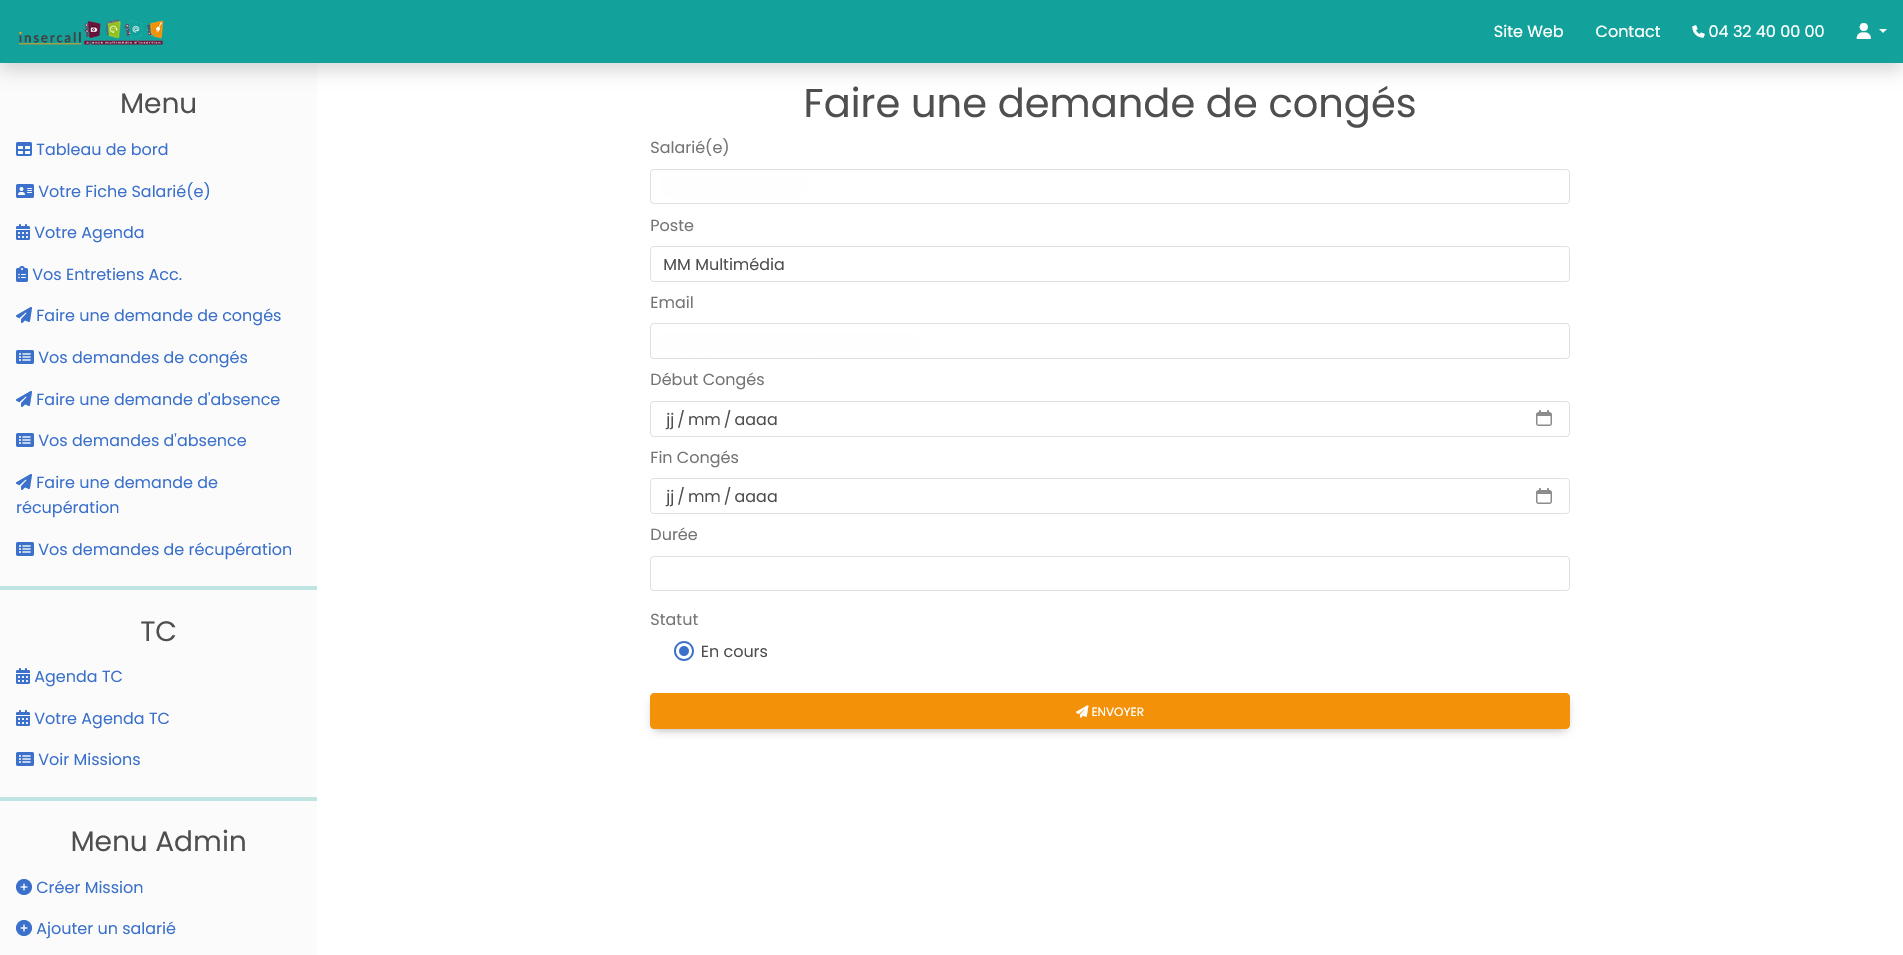 insercall
Site Web
Contact
04 32 40 00 00
Menu
Tableau de bord
Votre Fiche Salarié(e)
Votre Agenda
Vos Entretiens Acc.
Faire une demande de congés
Vos demandes de congés
Faire une demande d'absence
Vos demandes d'absence
Faire une demande de
récupération
Vos demandes de récupération
TC
Agenda TC
Votre Agenda TC
Voir Missions
Menu Admin
Créer Mission
Ajouter un salarié
Faire une demande de congés
Salarié(e)
Poste
MM Multimédia
Email
Début Congés
jj / mm / aaaa
Fin Congés
jj / mm / aaaa
Durée
Statut
En cours
ENVOYER